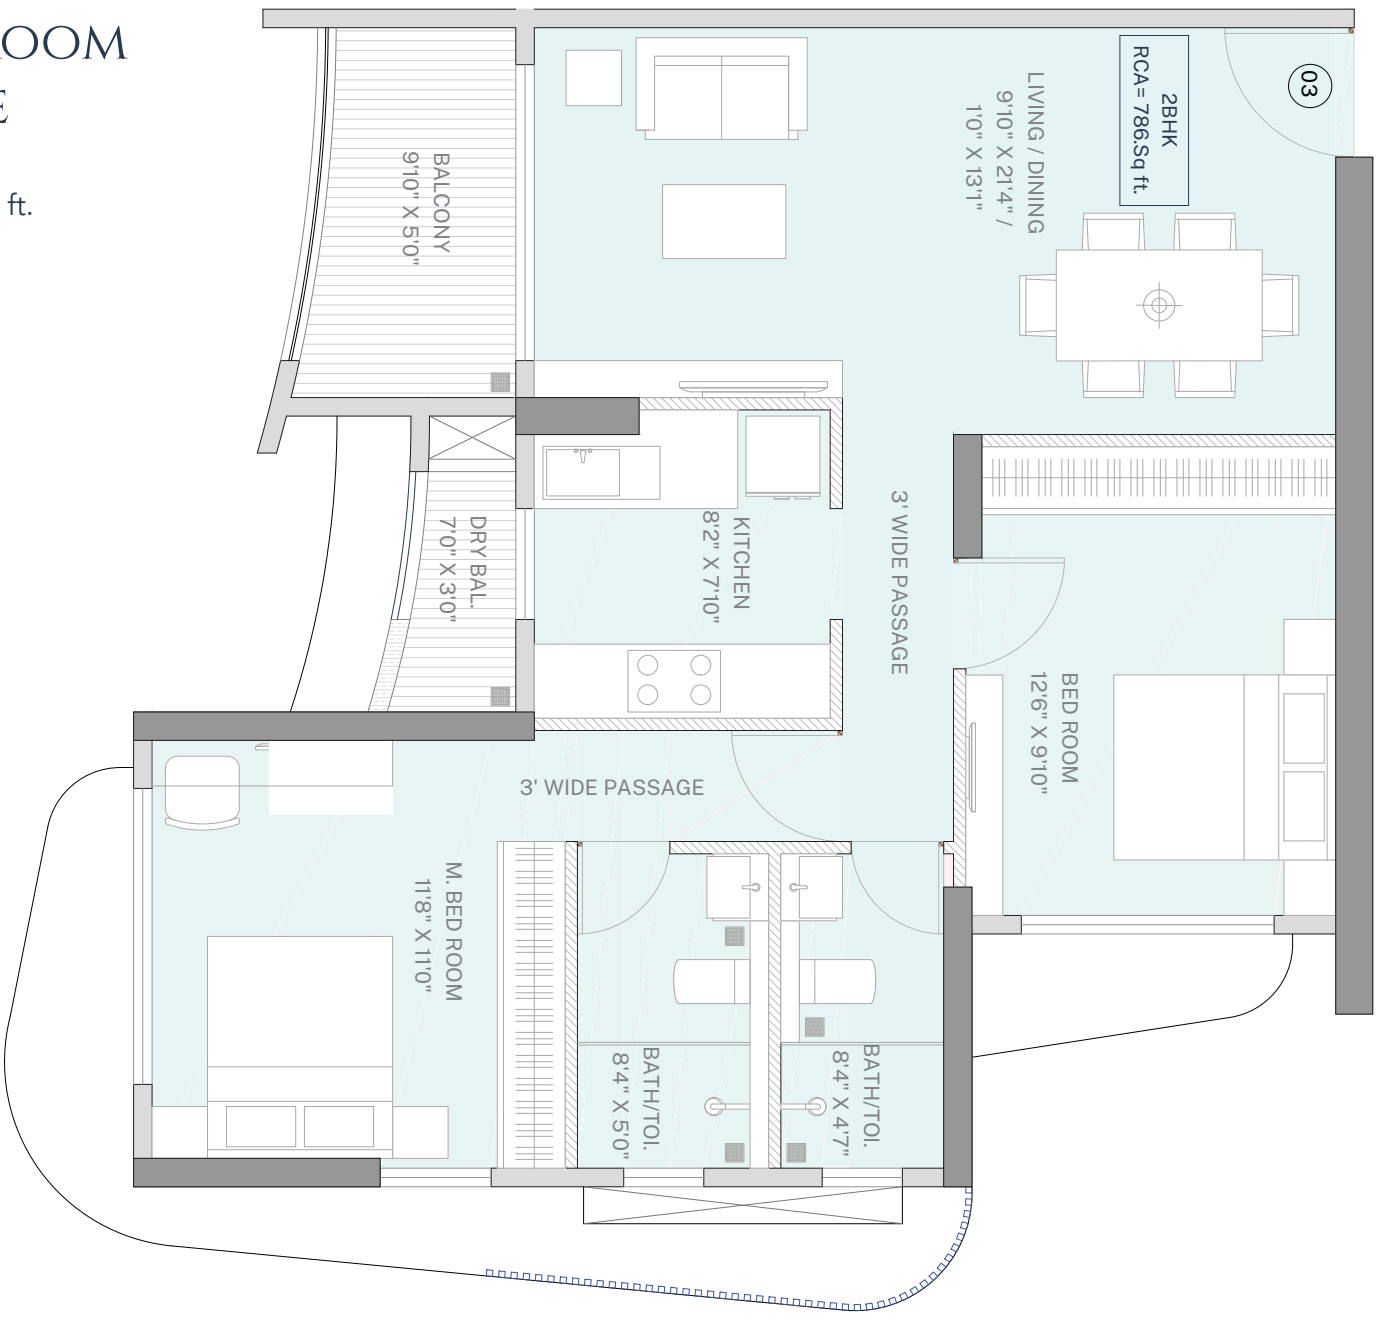 OOM
E
ft.
03
2BHK
RCA= 786.Sq ft.
LIVING / DINING
9'10" X 21'4" /
1'0" X 13'1"
BALCONY
9'10" X 5'0"
DRY BAL.
7'0" X 3'0"
KITCHEN
8'2" X 7'10"
3' WIDE PASSAGE
BED ROOM
12'6" X 9'10"
3' WIDE PASSAGE
M. BED ROOM
11'8" X 11'0"
BATH/TOI.
8'4" X 5'0"
BATH/TOI.
8'4" X 4'7"